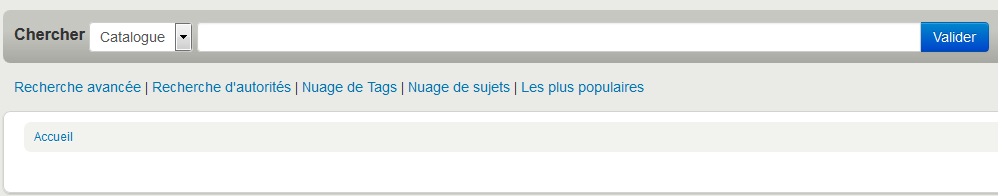 Chercher Catalogue Valider
Recherche avancée | Recherche d'autorités | Nuage de Tags | Nuage de sujets | Les plus populaires
Accueil